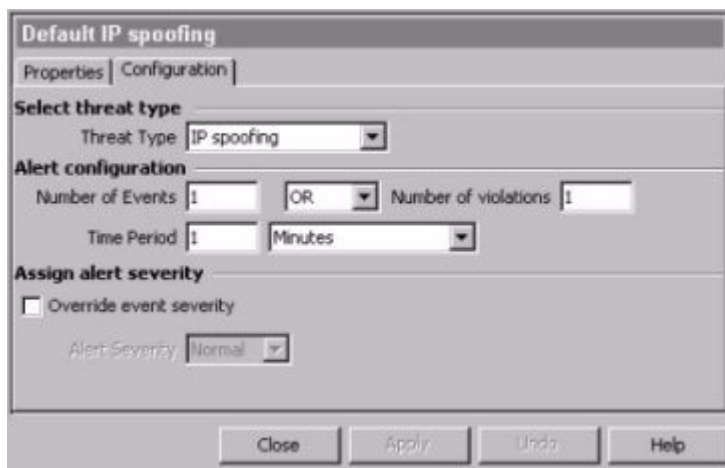 Default IP spoofing
Properties Configuration
Select threat type
Threat Type IP spoofing
Alert configuration
Number of Events 1 OR Number of violations 1
Time Period 1 Minutes
Assign alert severity
Override event severity
Alert Severity Normal
Close Apply Undo Help